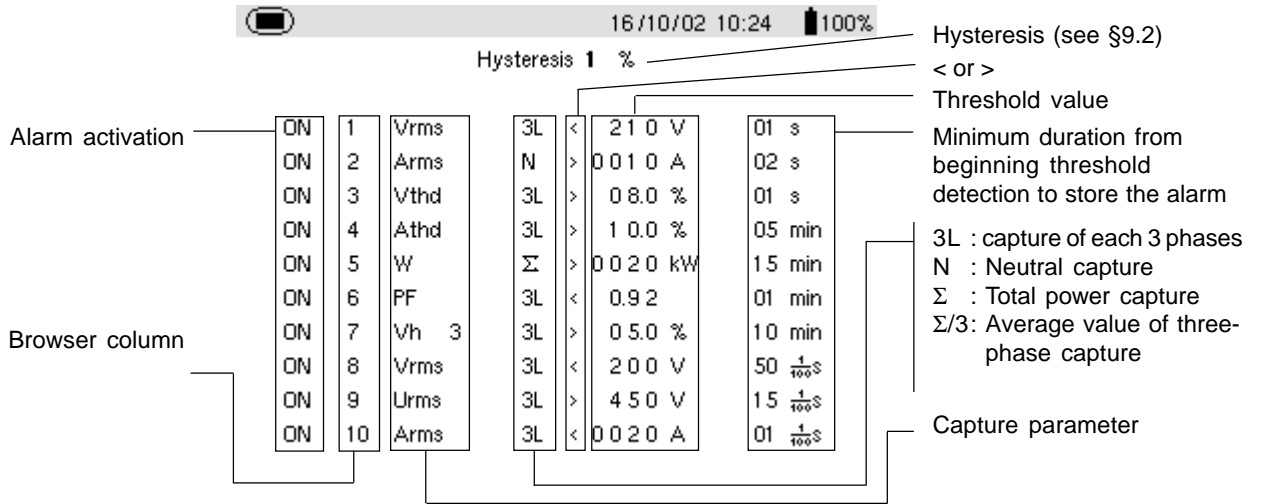 16/10/02 10:24 100%
Hysteresis 1 %
Hysteresis (see §9.2)
< or >
Threshold value
Minimum duration from
beginning threshold
detection to store the alarm
3L : capture of each 3 phases
N : Neutral capture
Σ : Total power capture
Σ/3: Average value of three-
phase capture
Capture parameter
Alarm activation
Browser column
ON 1 Vrms 3L < 210 V 01 s
ON 2 Arms N > 0010 A 02 s
ON 3 Vthd 3L > 08.0 % 01 s
ON 4 Athd 3L > 10.0 % 05 min
ON 5 W Σ > 0020 kW 15 min
ON 6 PF 3L < 0.92 01 min
ON 7 Vh 3 3L > 05.0 % 10 min
ON 8 Vrms 3L < 200 V 50 1/100 s
ON 9 Urms 3L > 450 V 15 1/100 s
ON 10 Arms 3L < 0020 A 01 1/100 s